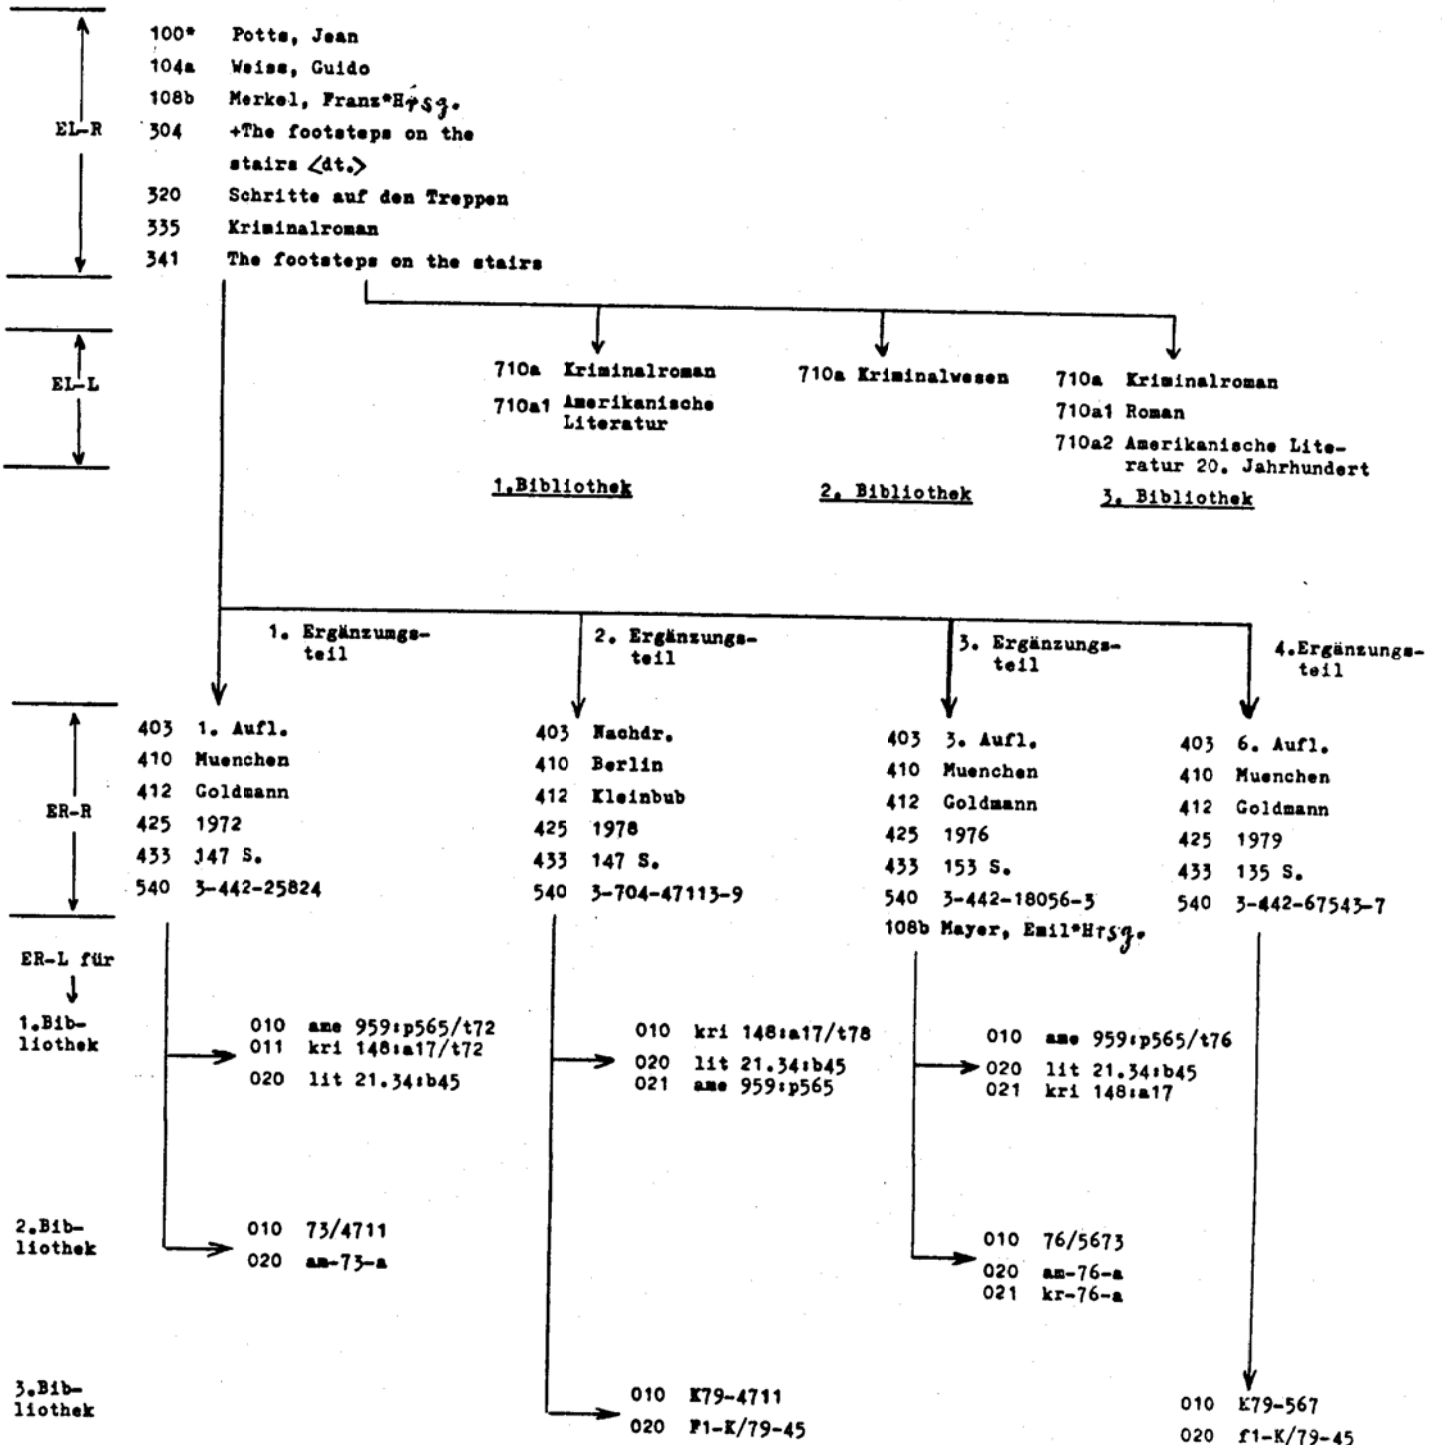 100* Potts, Jean
104a Weiss, Guido
108b Merkel, Franz*Hrsg.
EL-R
304 +The footsteps on the
stairs <dt.>
320 Schritte auf den Treppen
335 Kriminalroman
341 The footsteps on the stairs
EL-L
710a Kriminalroman
710a1 Amerikanische
Literatur
1.Bibliothek
710a Kriminalwesen
2. Bibliothek
710a Kriminalroman
710a1 Roman
710a2 Amerikanische Lite-
ratur 20. Jahrhundert
3. Bibliothek
1. Ergänzungs-
teil
2. Ergänzungs-
teil
3. Ergänzungs-
teil
4.Ergänzungs-
teil
ER-R
403 1. Aufl.
410 Muenchen
412 Goldmann
425 1972
433 147 S.
540 3-442-25824
403 Nachdr.
410 Berlin
412 Kleinbub
425 1978
433 147 S.
540 3-704-47113-9
403 3. Aufl.
410 Muenchen
412 Goldmann
425 1976
433 153 S.
540 3-442-18056-3
108b Mayer, Emil*Hrsg.
403 6. Aufl.
410 Muenchen
412 Goldmann
425 1979
433 135 S.
540 3-442-67543-7
ER-L für
1.Bib-
liothek
010 ame 959:p565/t72
011 kri 148:a17/t72
020 lit 21.34:b45
010 kri 148:a17/t78
020 lit 21.34:b45
021 ame 959:p565
010 ame 959:p565/t76
020 lit 21.34:b45
021 kri 148:a17
2.Bib-
liothek
010 73/4711
020 am-73-a
010 76/5673
020 am-76-a
021 kr-76-a
3.Bib-
liothek
010 K79-4711
020 F1-K/79-45
010 K79-567
020 f1-K/79-45